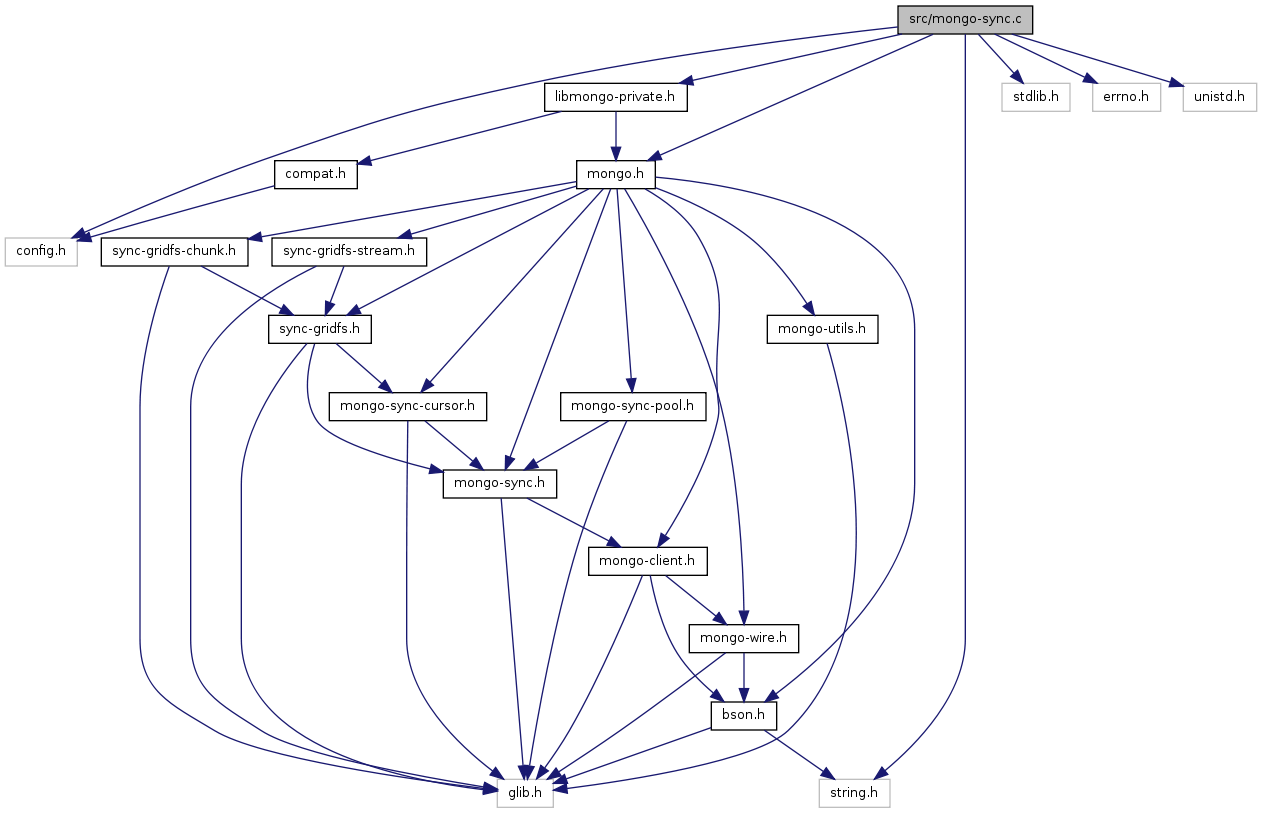 src/mongo-sync.c
libmongo-private.h
stdlib.h
errno.h
unistd.h
compat.h
mongo.h
config.h
sync-gridfs-chunk.h
sync-gridfs-stream.h
sync-gridfs.h
mongo-utils.h
mongo-sync-cursor.h
mongo-sync-pool.h
mongo-sync.h
mongo-client.h
mongo-wire.h
bson.h
glib.h
string.h